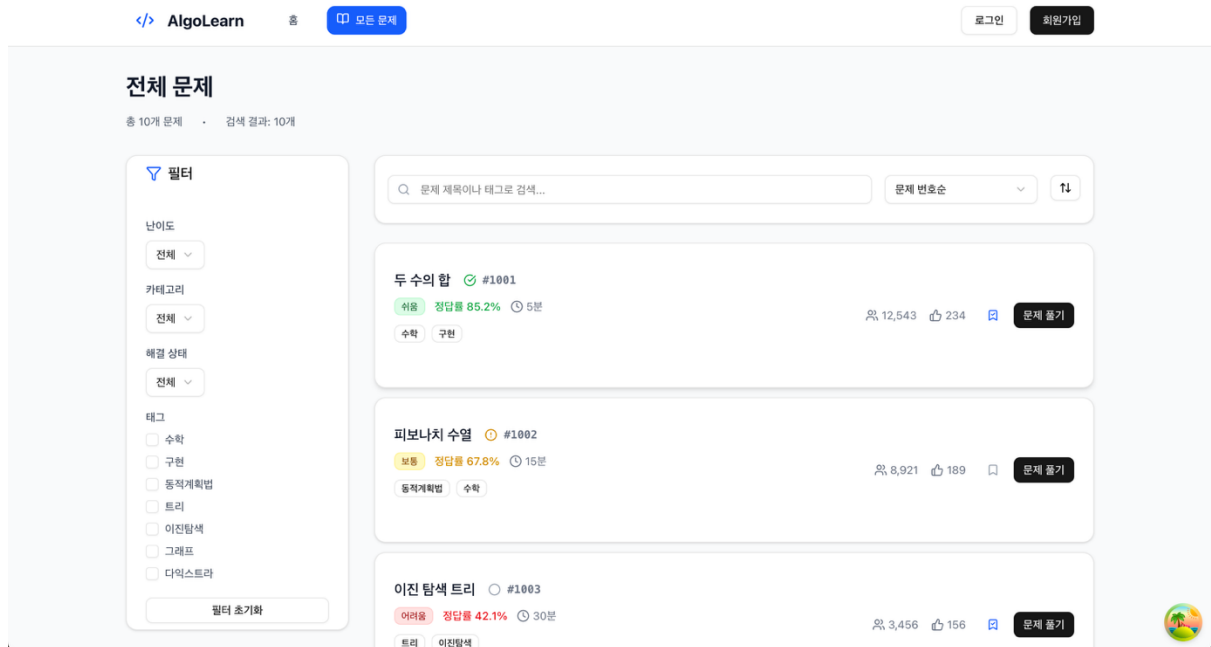 </> AlgoLearn 홈 모든 문제 로그인 회원가입
전체 문제
총 10개 문제 • 검색 결과: 10개
필터
난이도
전체
카테고리
전체
해결 상태
전체
태그
수학
구현
동적계획법
트리
이진탐색
그래프
다익스트라
필터 초기화
문제 제목이나 태그로 검색... 문제 번호순
두 수의 합 #1001
쉬움 정답률 85.2% 5분
수학 구현
12,543 234 문제 풀기
피보나치 수열 #1002
보통 정답률 67.8% 15분
동적계획법 수학
8,921 189 문제 풀기
이진 탐색 트리 #1003
어려움 정답률 42.1% 30분
트리 이진탐색
3,456 156 문제 풀기